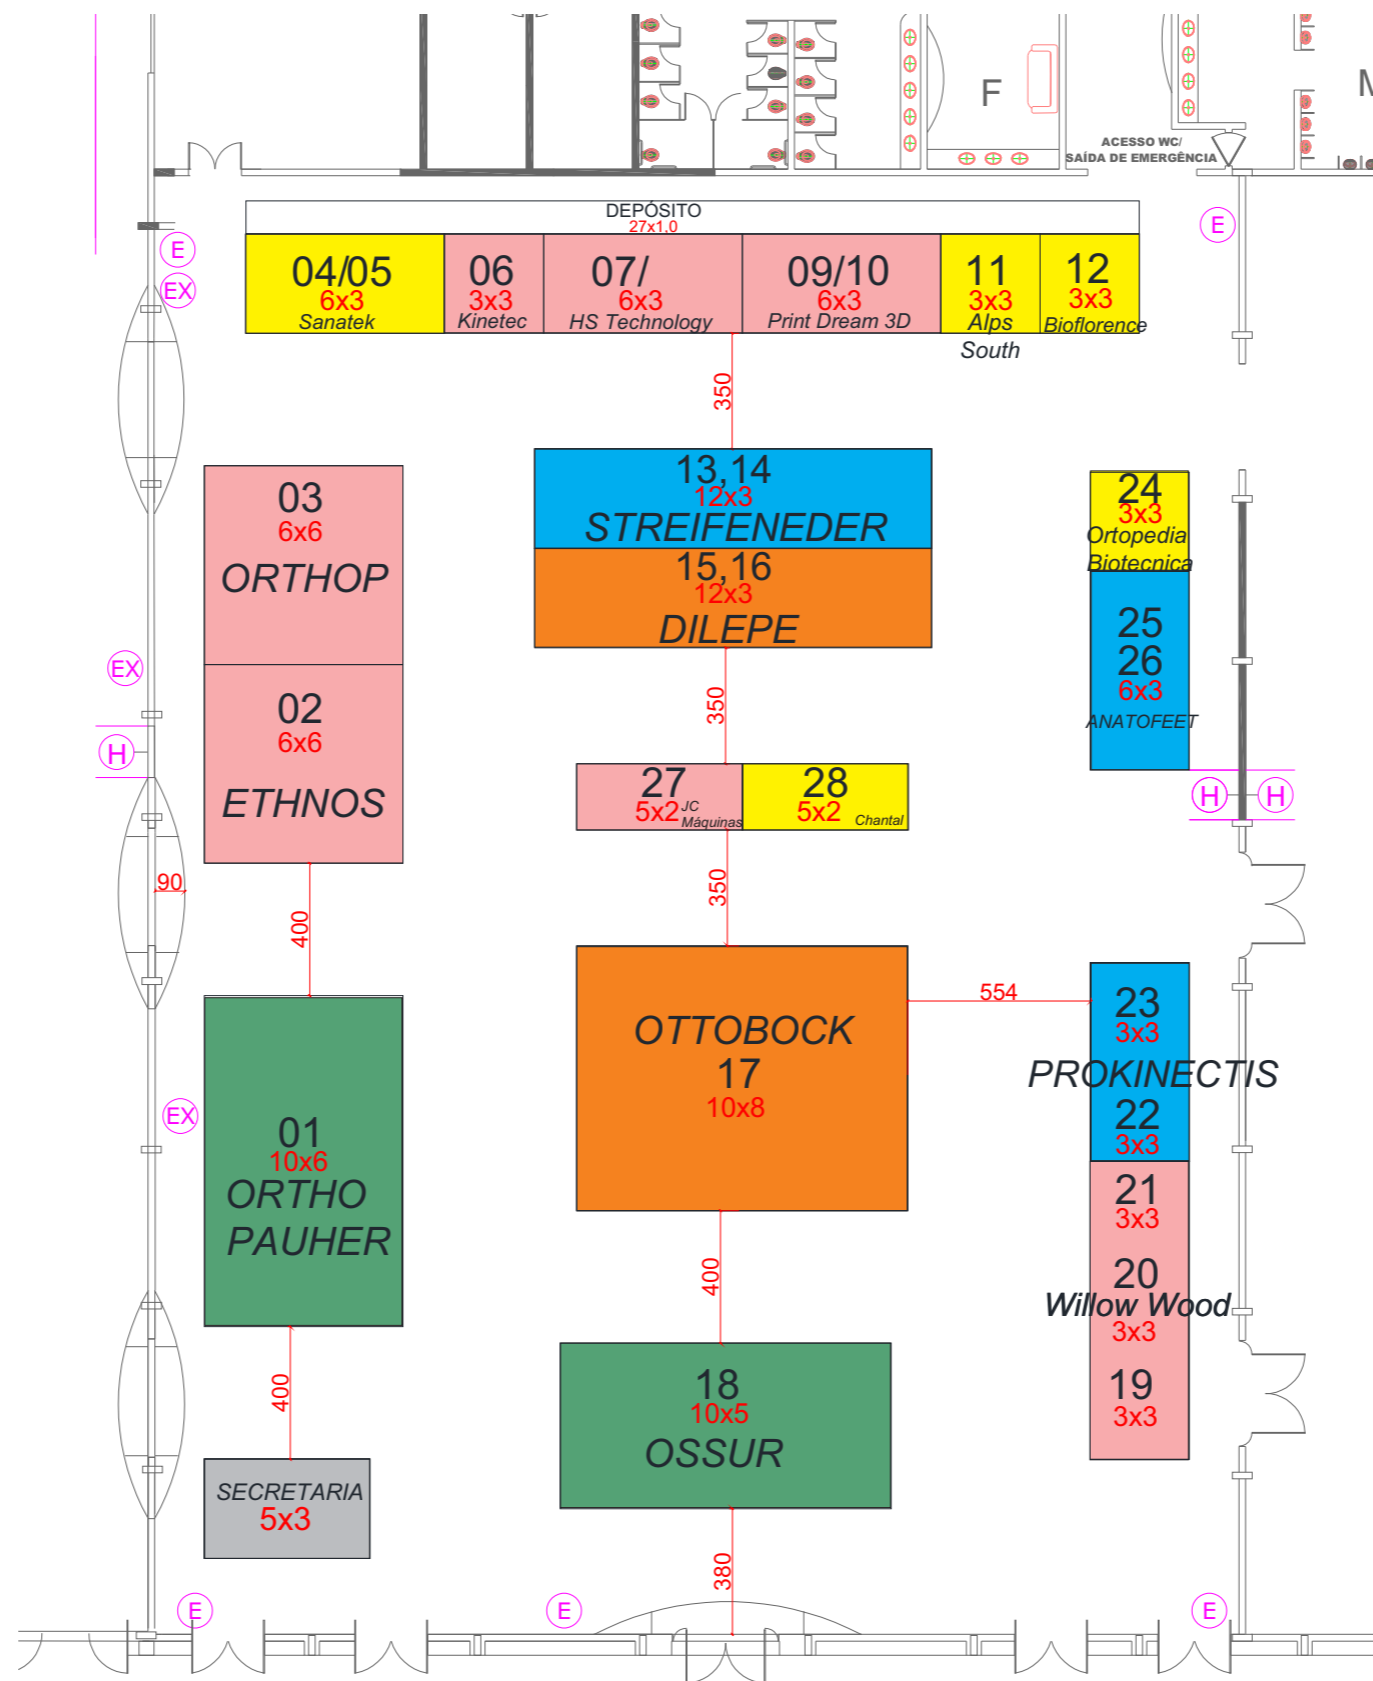 F
M
ACESSO WC/
SAÍDA DE EMERGÊNCIA
E
E
EX
DEPÓSITO
27x1,0
04/05
6x3
Sanatek
06
3x3
Kinetec
07/
6x3
HS Technology
09/10
6x3
Print Dream 3D
11
3x3
Alps
South
12
3x3
Bioflorence
350
03
6x6
ORTHOP
13,14
12x3
STREIFENEDER
15,16
12x3
DILEPE
24
3x3
Ortopedia
Biotecnica
25
26
6x3
ANATOFEET
EX
02
6x6
ETHNOS
350
H
H
H
27
5x2
JC
Máquinas
28
5x2
Chantal
90
400
350
OTTOBOCK
17
10x8
554
23
3x3
PROKINECTIS
22
3x3
EX
01
10x6
ORTHO
PAUHER
21
3x3
20
Willow Wood
3x3
19
3x3
400
400
18
10x5
OSSUR
SECRETARIA
5x3
380
E
E
E